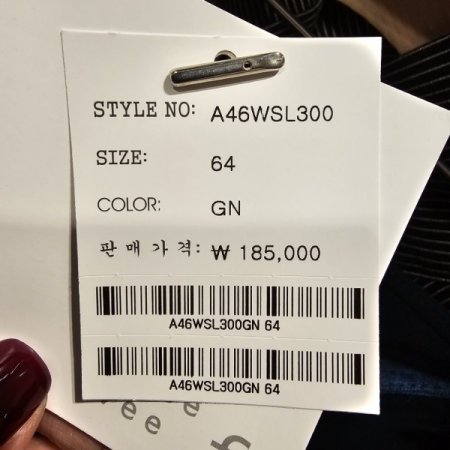 STYLE NO: A46WSL300
SIZE: 64
COLOR: GN
판매가격: ₩ 185,000
A46WSL300GN 64
A46WSL300GN 64